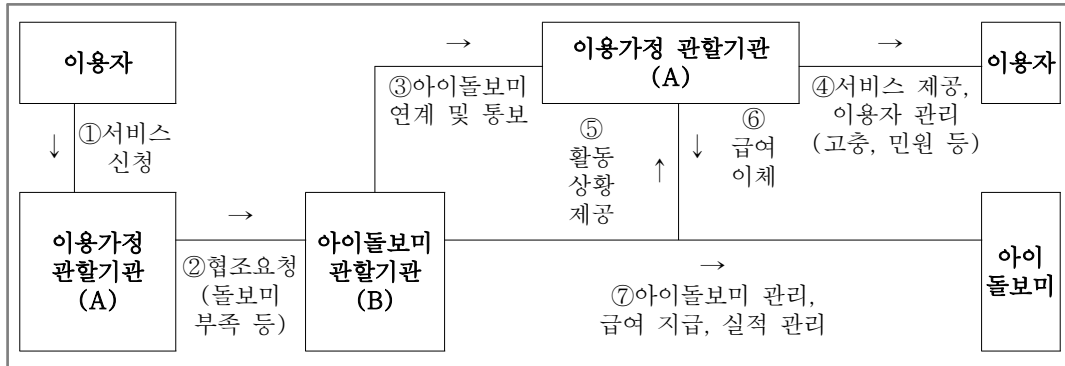 이용자
①서비스
신청
↓
이용가정
관할기관
(A)
→
②협조요청
(돌보미
부족 등)
아이돌보미
관할기관
(B)
→
③아이돌보미
연계 및 통보
이용가정 관할기관
(A)
→
④서비스 제공,
이용자 관리
(고충, 민원 등)
이용자
⑤
활동
상황
제공
↑
↓
⑥
급여
이체
→
⑦아이돌보미 관리,
급여 지급, 실적 관리
아이
돌보미